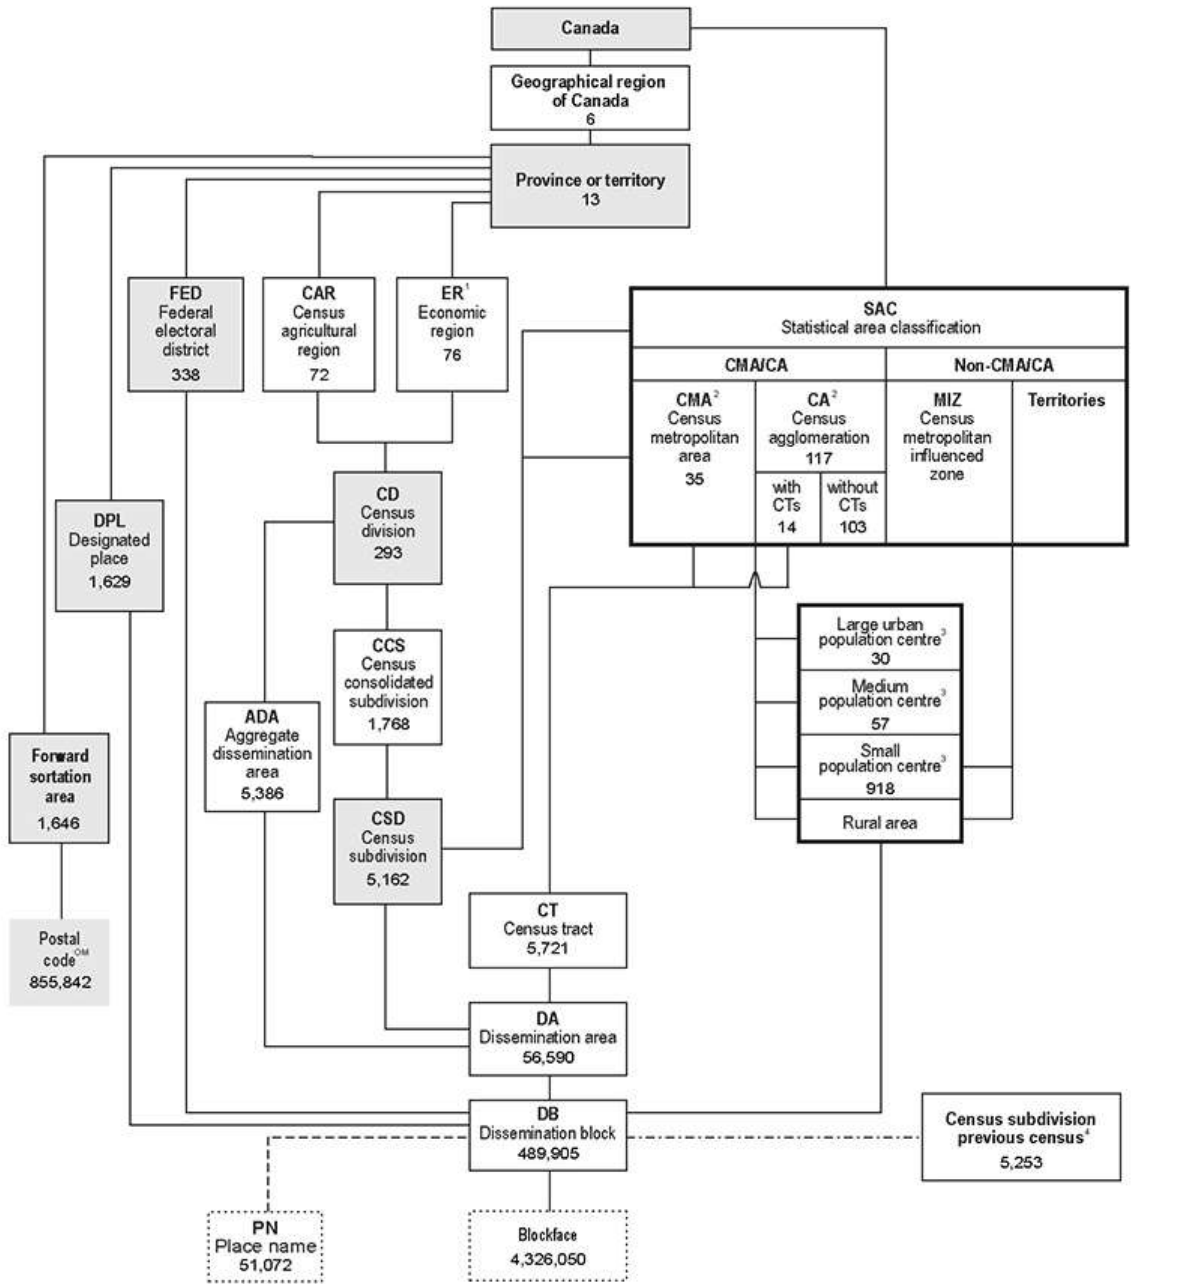 Canada
Geographical region
of Canada
6
Province or territory
13
FED
Federal
electoral
district
338
CAR
Census
agricultural
region
72
ER¹
Economic
region
76
SAC
Statistical area classification
CMA/CA
Non-CMA/CA
CMA²
Census
metropolitan
area
35
CA²
Census
agglomeration
117
with
CTs
14
without
CTs
103
MIZ
Census
metropolitan
influenced
zone
Territories
DPL
Designated
place
1,629
CD
Census
division
293
CCS
Census
consolidated
subdivision
1,768
ADA
Aggregate
dissemination
area
5,386
Large urban
population centre³
30
Medium
population centre³
57
Small
population centre³
918
Rural area
Forward
sortation
area
1,646
CSD
Census
subdivision
5,162
Postal
code ᴼᴹ
855,842
CT
Census tract
5,721
DA
Dissemination area
56,590
DB
Dissemination block
489,905
Census subdivision
previous census⁴
5,253
PN
Place name
51,072
Blockface
4,326,050